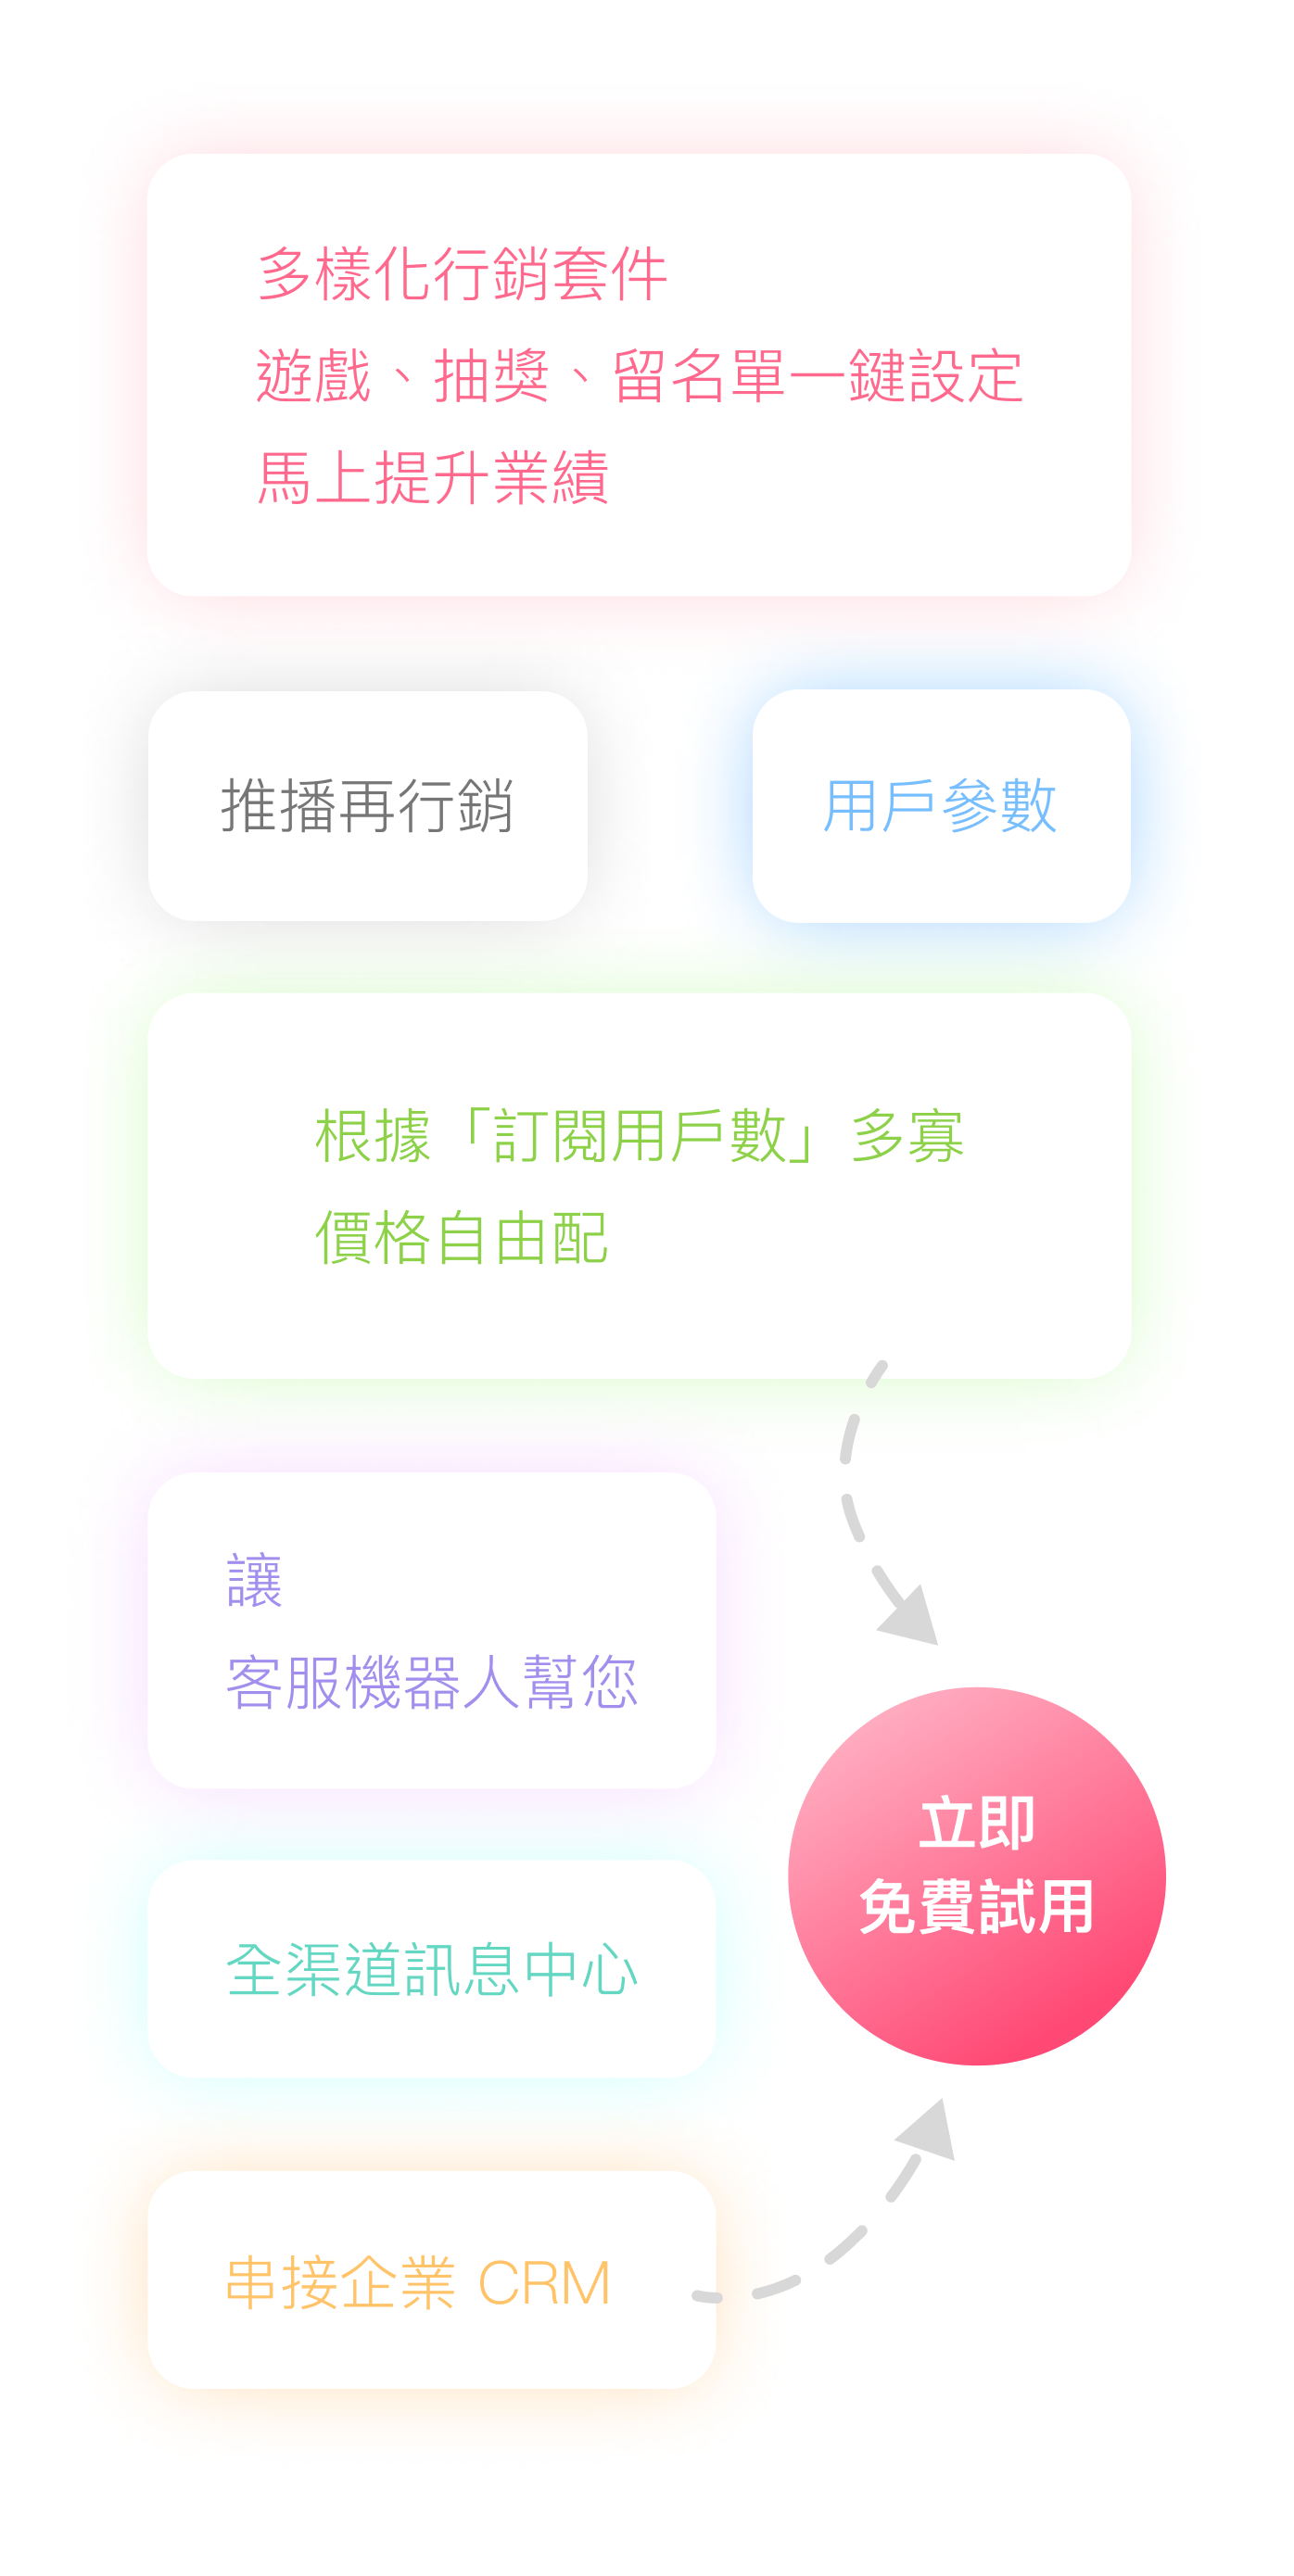 多樣化行銷套件
遊戲、抽獎、留名單一鍵設定
馬上提升業績
推播再行銷
用戶參數
根據「訂閱用戶數」多寡
價格自由配
讓
客服機器人幫您
立即
免費試用
全渠道訊息中心
串接企業 CRM